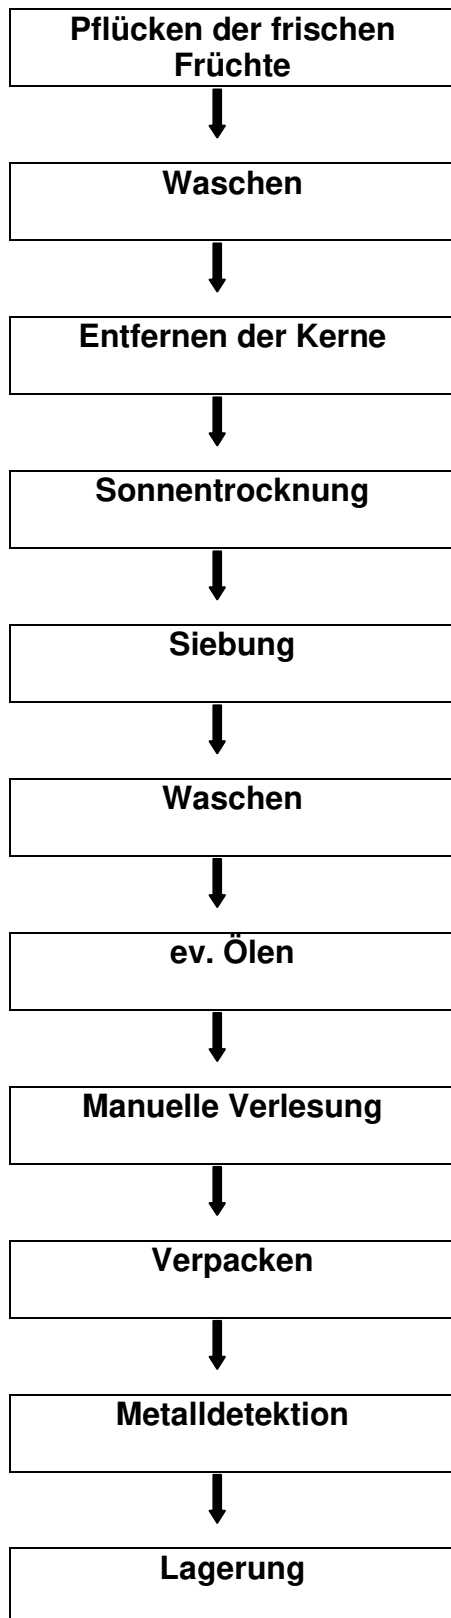 Pflücken der frischen
Früchte
Waschen
Entfernen der Kerne
Sonnentrocknung
Siebung
Waschen
ev. Ölen
Manuelle Verlesung
Verpacken
Metalldetektion
Lagerung